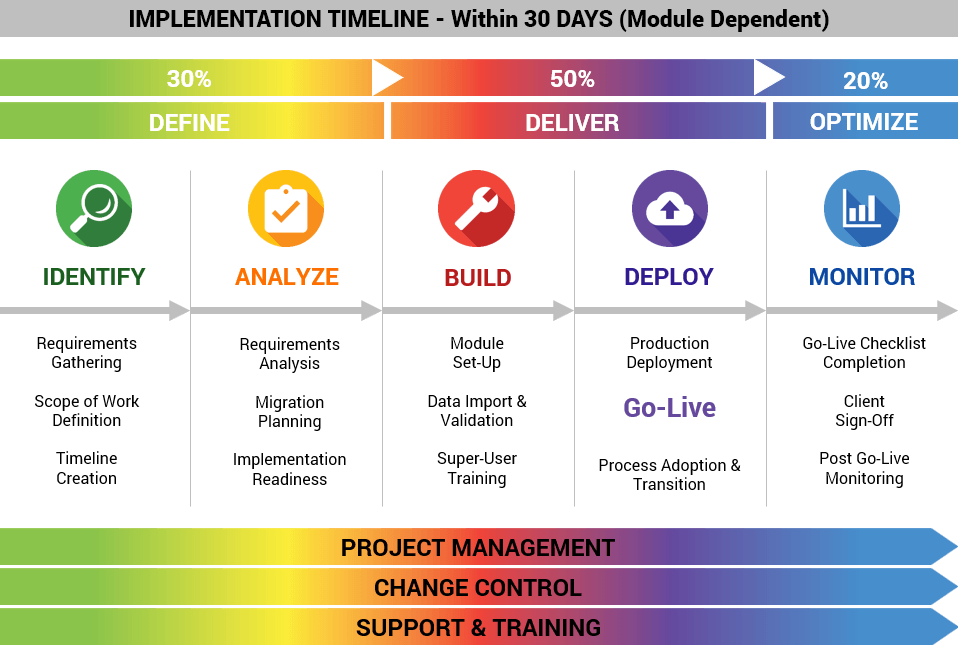 IMPLEMENTATION TIMELINE - Within 30 DAYS (Module Dependent)
30%
50%
20%
DEFINE
DELIVER
OPTIMIZE
IDENTIFY
ANALYZE
BUILD
DEPLOY
MONITOR
Requirements
Gathering
Scope of Work
Definition
Timeline
Creation
Requirements
Analysis
Migration
Planning
Implementation
Readiness
Module
Set-Up
Data Import &
Validation
Super-User
Training
Production
Deployment
Go-Live
Process Adoption &
Transition
Go-Live Checklist
Completion
Client
Sign-Off
Post Go-Live
Monitoring
PROJECT MANAGEMENT
CHANGE CONTROL
SUPPORT & TRAINING